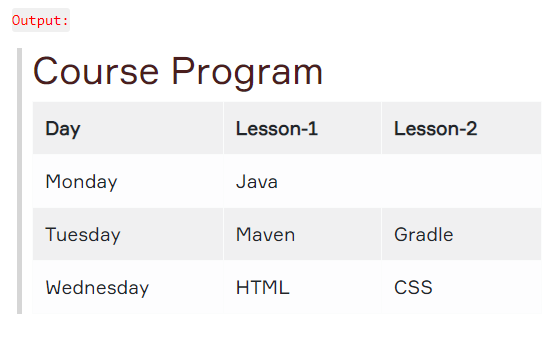 Output:
Course Program
Day Lesson-1 Lesson-2
Monday Java
Tuesday Maven Gradle
Wednesday HTML CSS